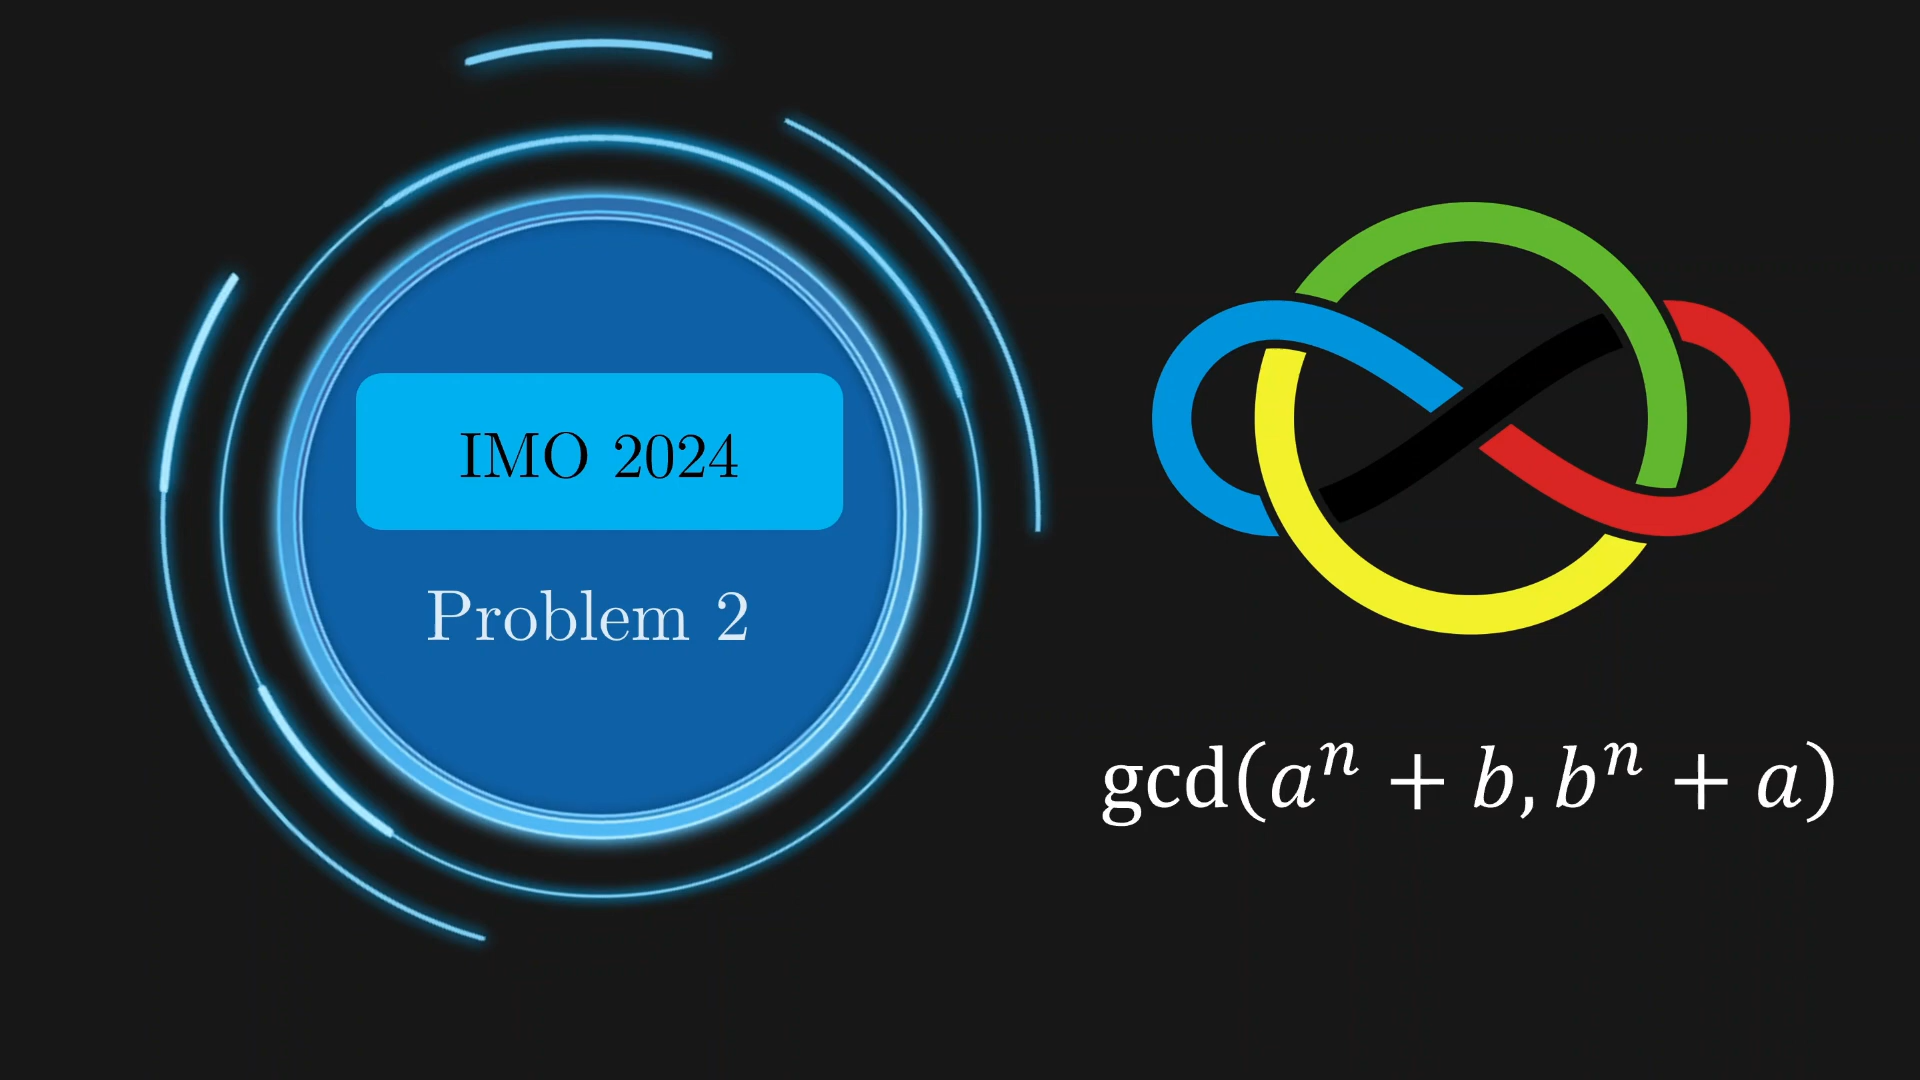 IMO 2024
Problem 2
gcd(aⁿ + b, bⁿ + a)